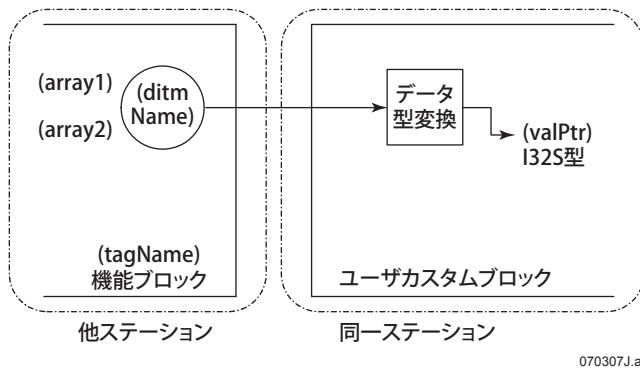 (array1)
(array2)
(ditm
Name)
(tagName)
機能ブロック
他ステーション
データ
型変換
(valPtr)
I32S型
ユーザカスタムブロック
同一ステーション
070307J.a